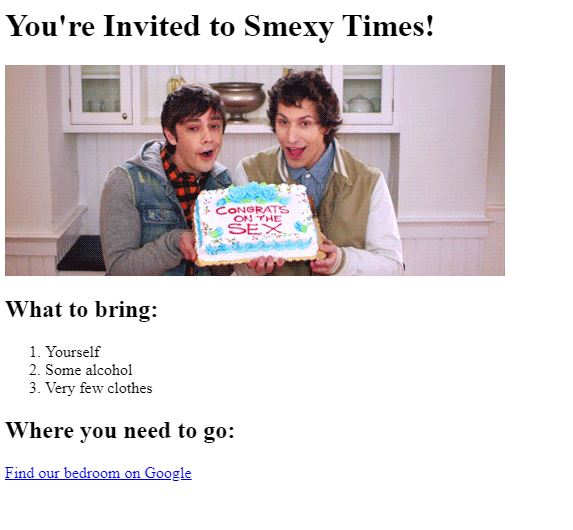 You're Invited to Smexy Times!
CONGRATS
ON THE
SEX
What to bring:
1. Yourself
2. Some alcohol
3. Very few clothes
Where you need to go:
Find our bedroom on Google